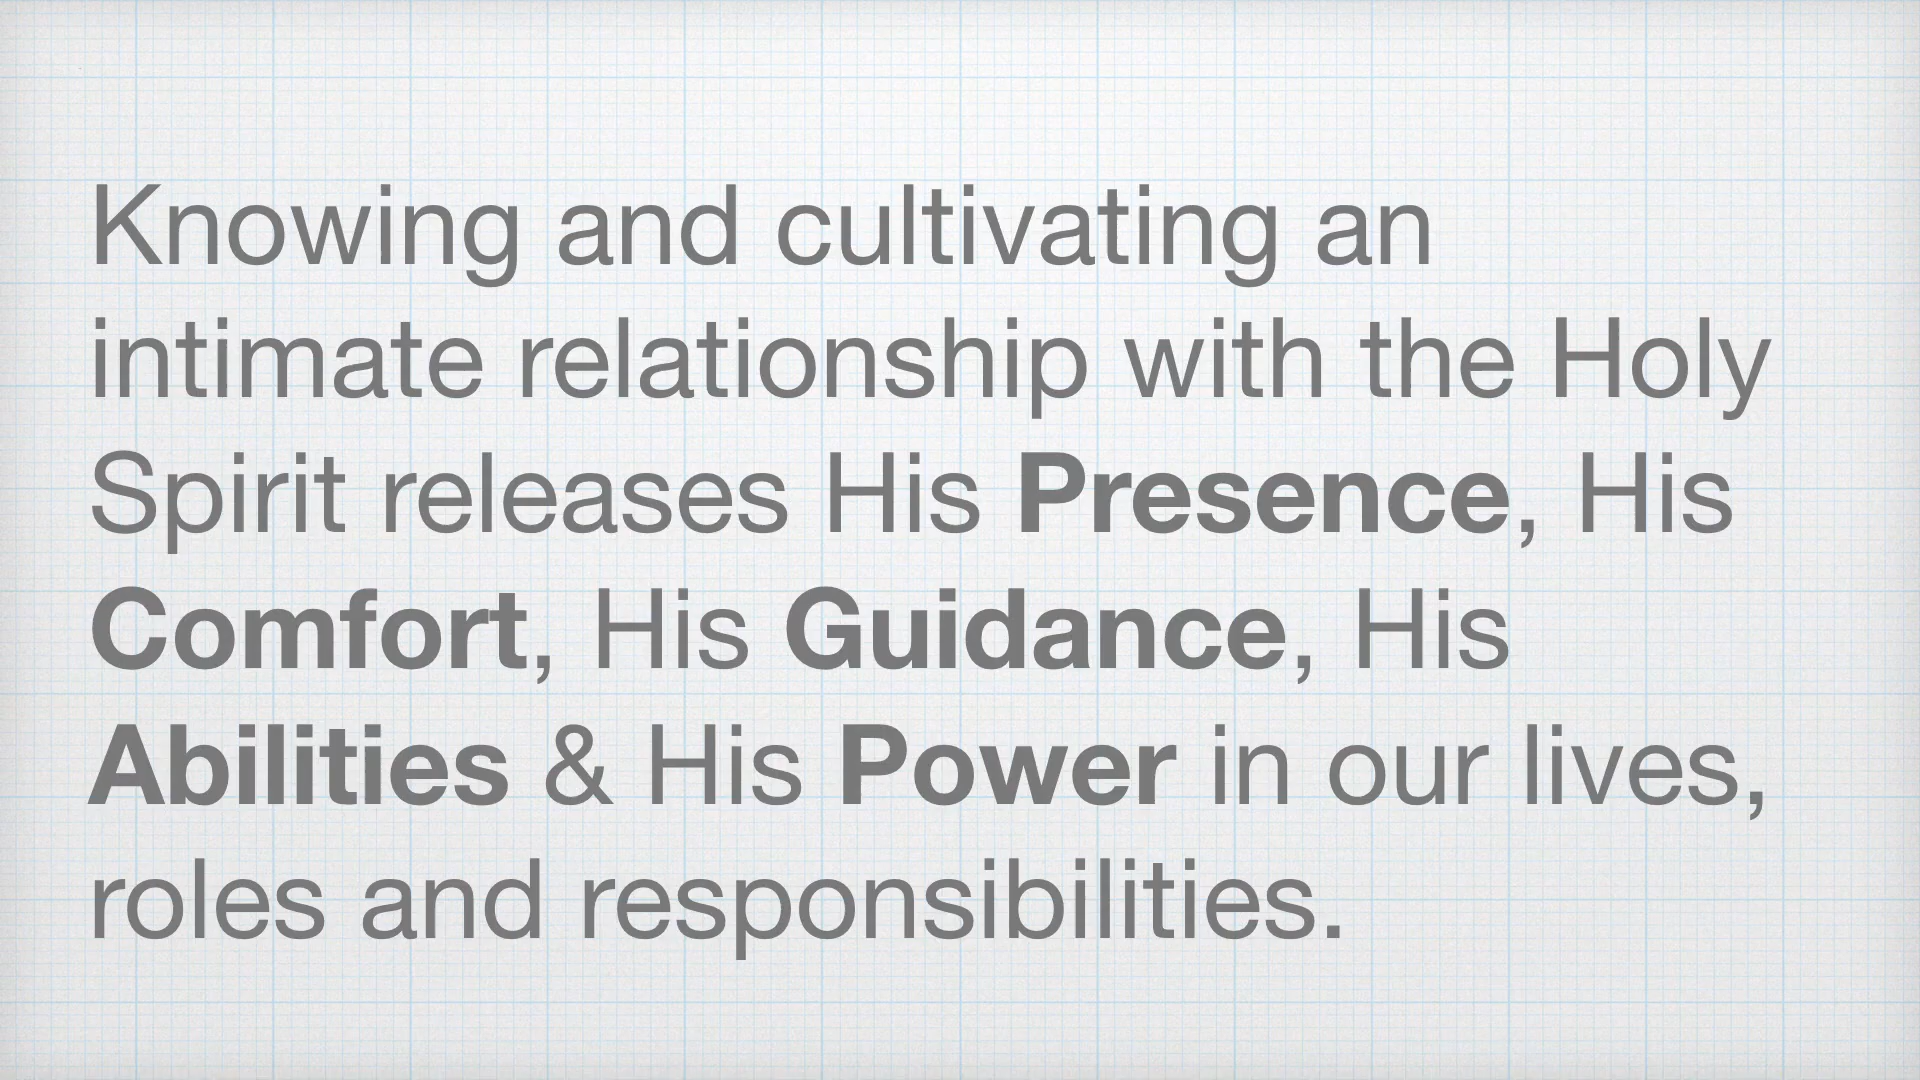 Knowing and cultivating an
intimate relationship with the Holy
Spirit releases His Presence, His
Comfort, His Guidance, His
Abilities & His Power in our lives,
roles and responsibilities.